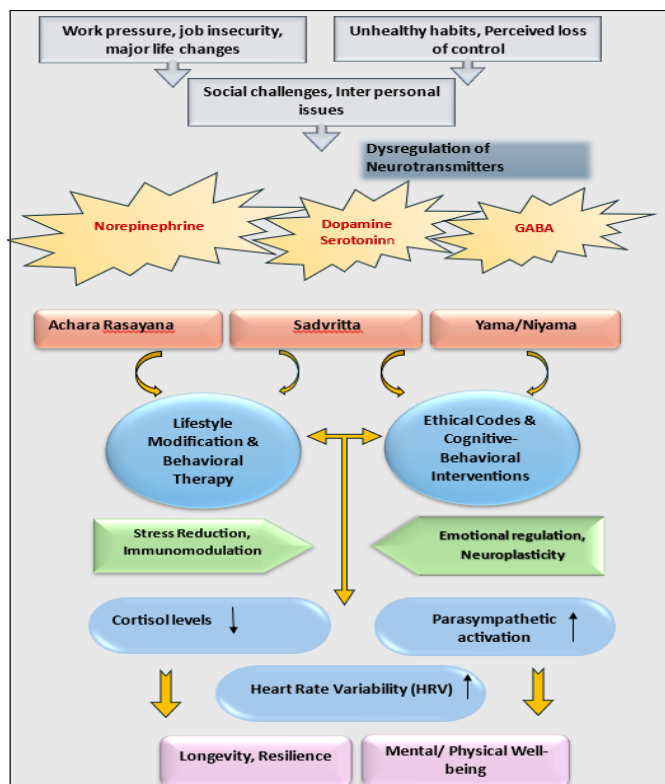 Work pressure, job insecurity,
major life changes
Unhealthy habits, Perceived loss
of control
Social challenges, Inter personal
issues
Dysregulation of
Neurotransmitters
Norepinephrine
Dopamine
Serotoninn
GABA
Achara Rasayana
Sadvritta
Yama/Niyama
Lifestyle
Modification &
Behavioral
Therapy
Ethical Codes &
Cognitive-
Behavioral
Interventions
Stress Reduction,
Immunomodulation
Emotional regulation,
Neuroplasticity
Cortisol levels
Parasympathetic
activation
Heart Rate Variability (HRV)
Longevity, Resilience
Mental/ Physical Well-
being